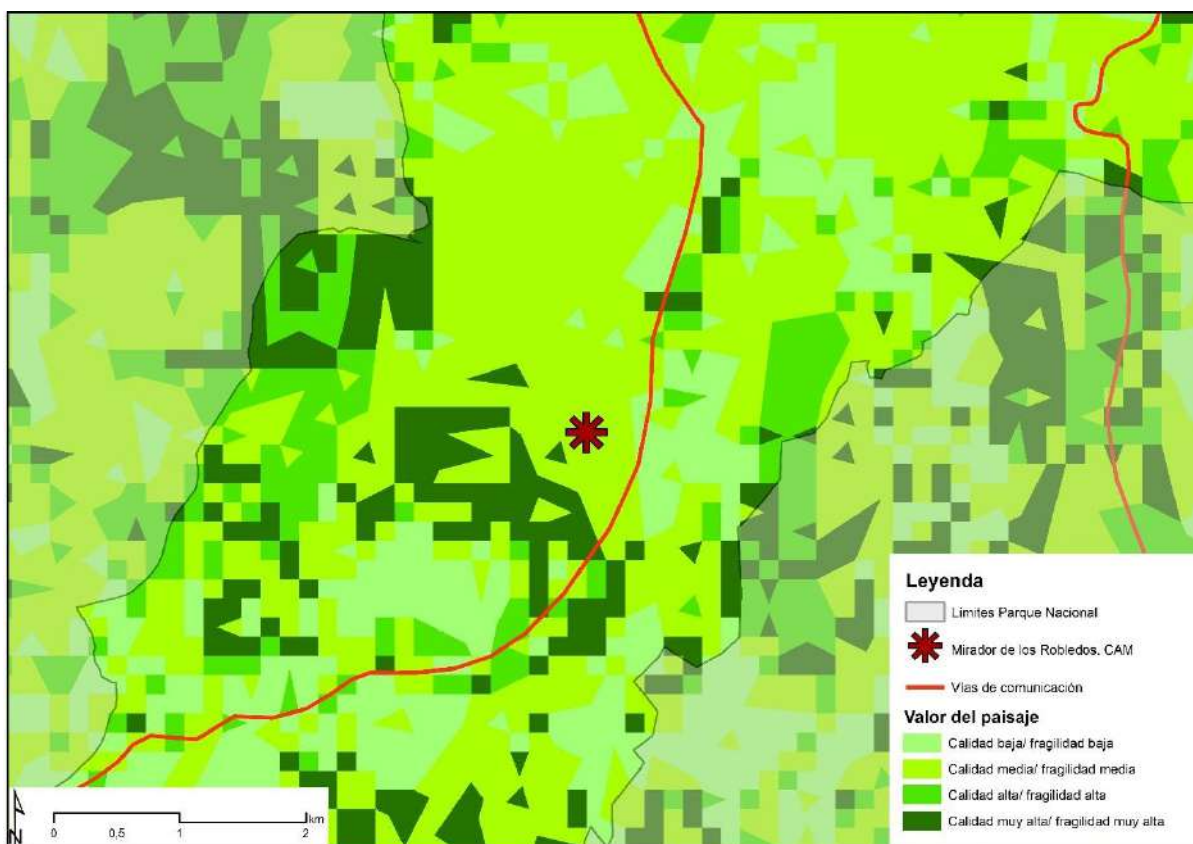 Leyenda
Limites Parque Nacional
Mirador de los Robledos. CAM
Vías de comunicación
Valor del paisaje
Calidad baja/ fragilidad baja
Calidad media/ fragilidad media
Calidad alta/ fragilidad alta
Calidad muy alta/ fragilidad muy alta
N
km
0 0,5 1 2